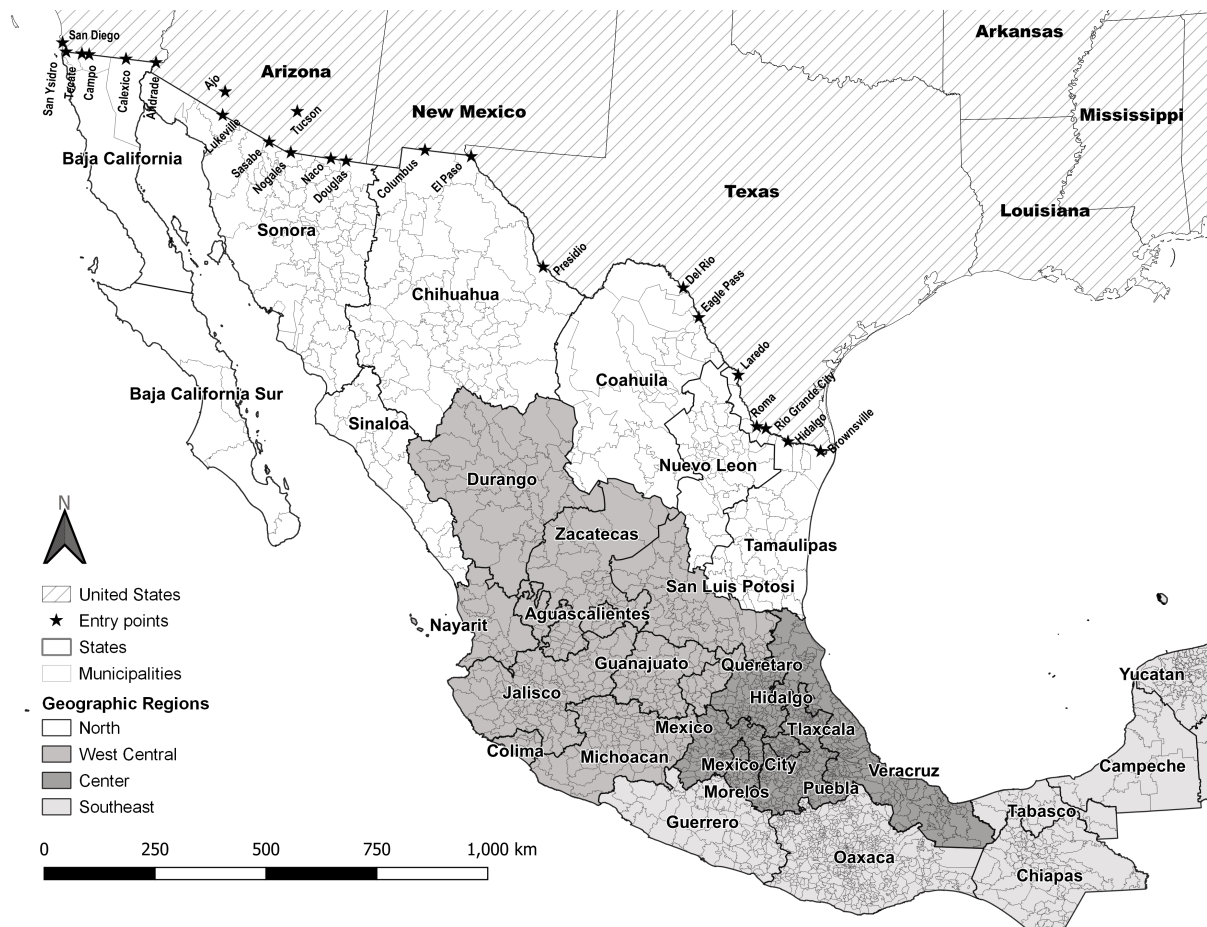 San Diego
San Ysidro
Tecate
Campo
Calexico
Andrade
Ajo
Tucson
Lukeville
Sasabe
Nogales
Naco
Douglas
Columbus
El Paso
Presidio
Del Rio
Eagle Pass
Laredo
Roma
Rio Grande City
Hidalgo
Brownsville
Arizona
New Mexico
Texas
Arkansas
Mississippi
Louisiana
Baja California
Sonora
Chihuahua
Baja California Sur
Sinaloa
Coahuila
Nuevo Leon
Durango
Zacatecas
Tamaulipas
San Luis Potosi
Aguascalientes
Nayarit
Guanajuato
Queretaro
Jalisco
Hidalgo
Mexico
Tlaxcala
Colima
Michoacan
Mexico City
Morelos
Puebla
Veracruz
Guerrero
Oaxaca
Tabasco
Chiapas
Campeche
Yucatan
N
United States
Entry points
States
Municipalities
Geographic Regions
North
West Central
Center
Southeast
0 250 500 750 1,000 km